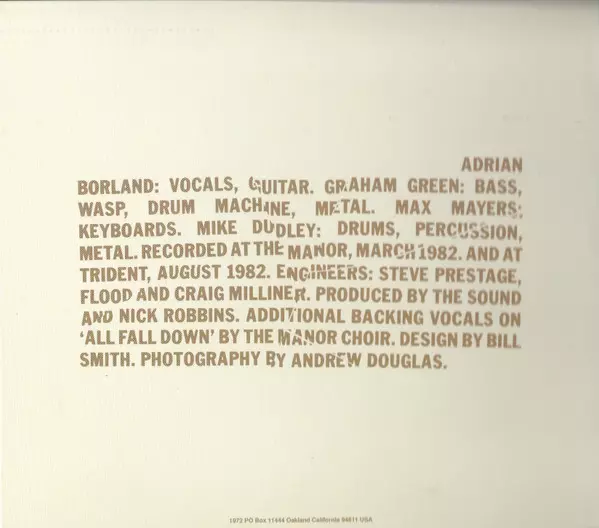 ADRIAN
BORLAND: VOCALS, GUITAR. GRAHAM GREEN: BASS,
WASP, DRUM MACHINE, METAL. MAX MAYERS:
KEYBOARDS. MIKE DUDLEY: DRUMS, PERCUSSION,
METAL. RECORDED AT THE MANOR, MARCH 1982. AND AT
TRIDENT, AUGUST 1982. ENGINEERS: STEVE PRESTAGE,
FLOOD AND CRAIG MILLINER. PRODUCED BY THE SOUND
AND NICK ROBBINS. ADDITIONAL BACKING VOCALS ON
'ALL FALL DOWN' BY THE MANOR CHOIR. DESIGN BY BILL
SMITH. PHOTOGRAPHY BY ANDREW DOUGLAS.
1972 PO Box 11444 Oakland California 94611 USA